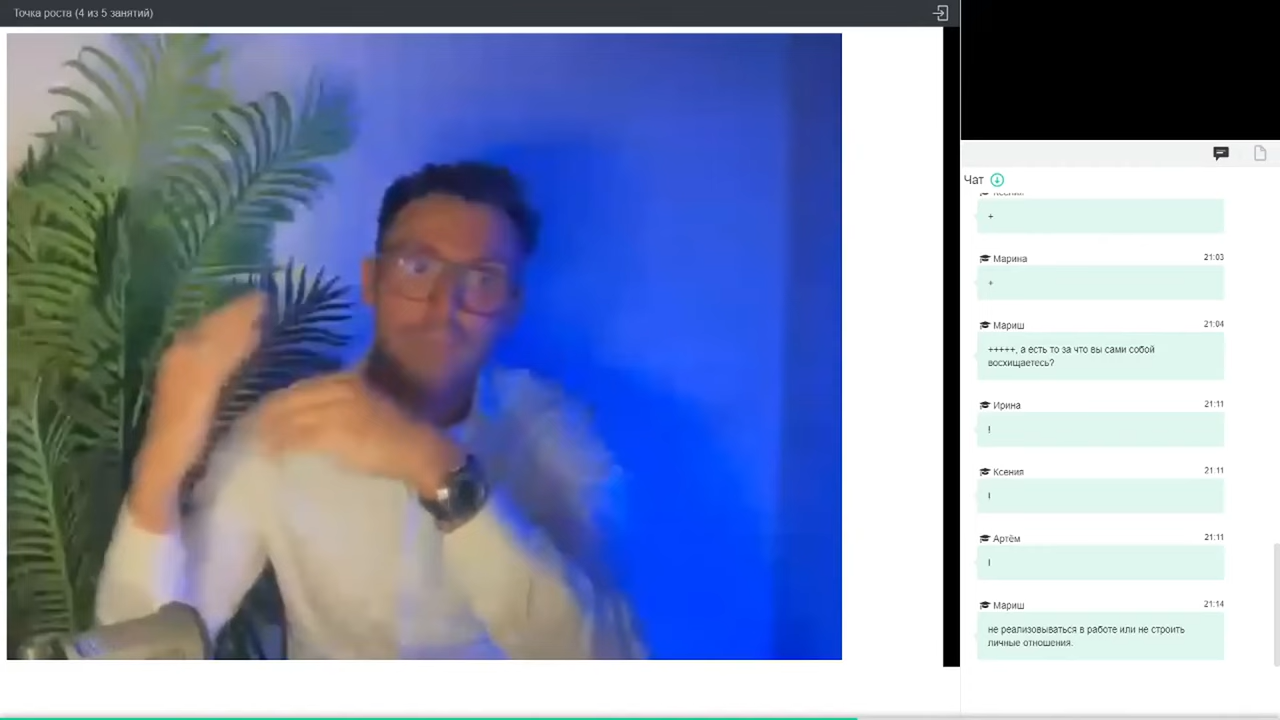 Точка роста (4 из 5 занятий)
Чат
Ксения
+
Марина 21:03
+
Мариш 21:04
+++++, а есть то за что вы сами собой
восхищаетесь?
Ирина 21:11
!
Ксения 21:11
!
Артём 21:11
!
Мариш 21:14
не реализовываться в работе или не строить
личные отношения.